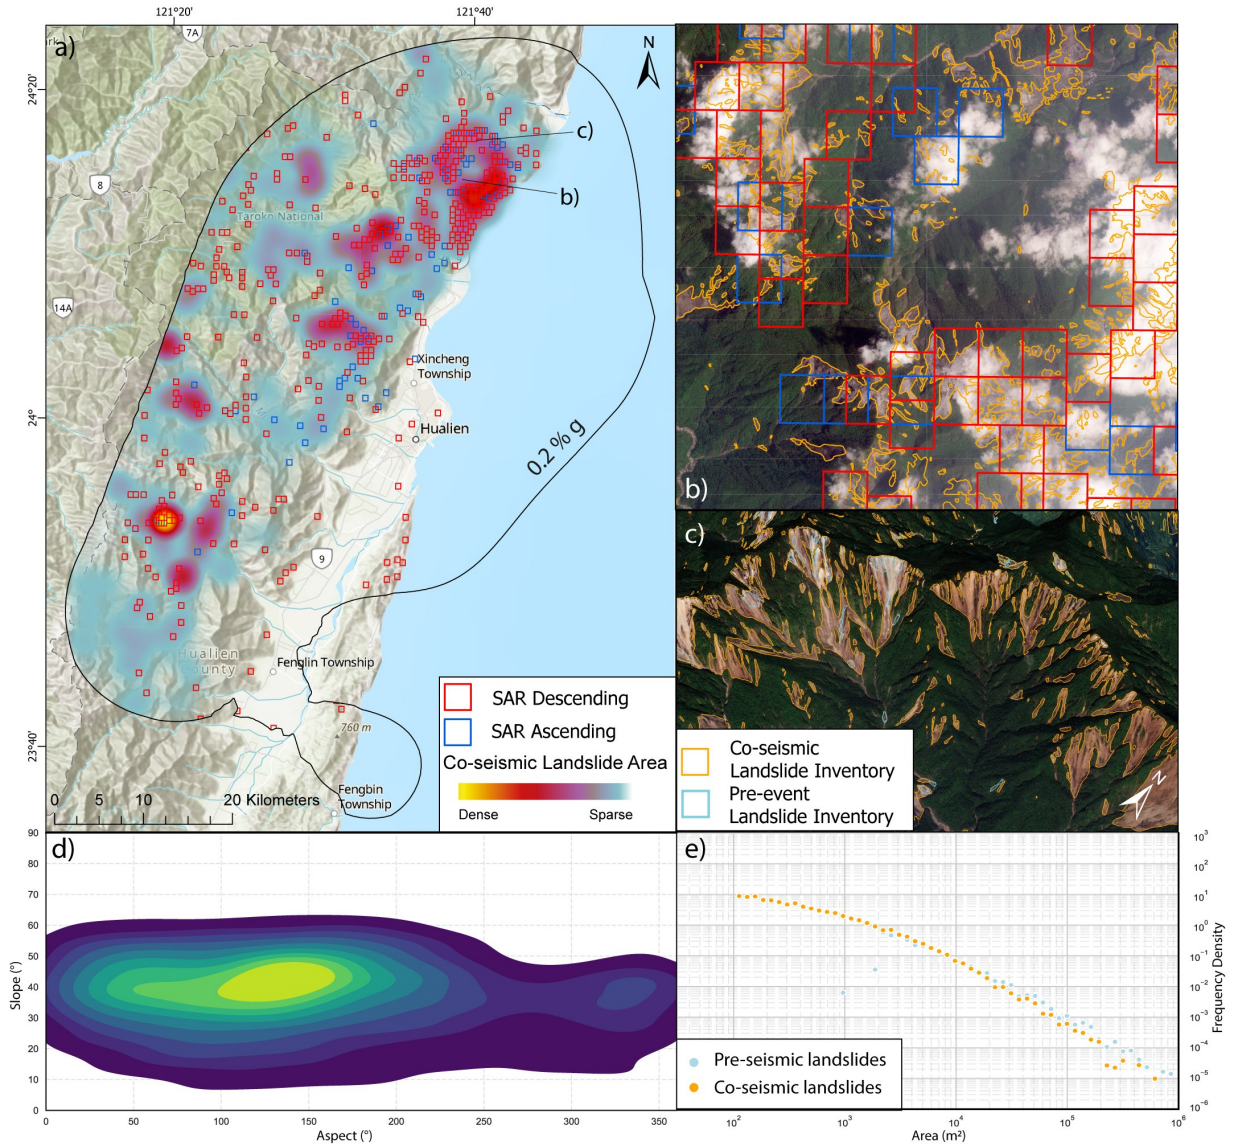 121°20'
121°40'
a)
7A
N
24°20'
c)
8
b)
Taroko National
14A
Xincheng
Township
24°
Hualien
0.2 % g
9
Hualien
County
Fenglin Township
760 m
23°40'
Fengbin
Township
0 5 10 20 Kilometers
SAR Descending
SAR Ascending
Co-seismic Landslide Area
Dense Sparse
b)
c)
Co-seismic
Landslide Inventory
Pre-event
Landslide Inventory
N
d)
90
80
70
60
50
40
30
20
10
0
Slope (°)
0 50 100 150 200 250 300 350
Aspect (°)
e)
10³
10²
10¹
10⁰
10⁻¹
10⁻²
10⁻³
10⁻⁴
10⁻⁵
10⁻⁶
Frequency Density
Pre-seismic landslides
Co-seismic landslides
10² 10³ 10⁴ 10⁵ 10⁶
Area (m²)